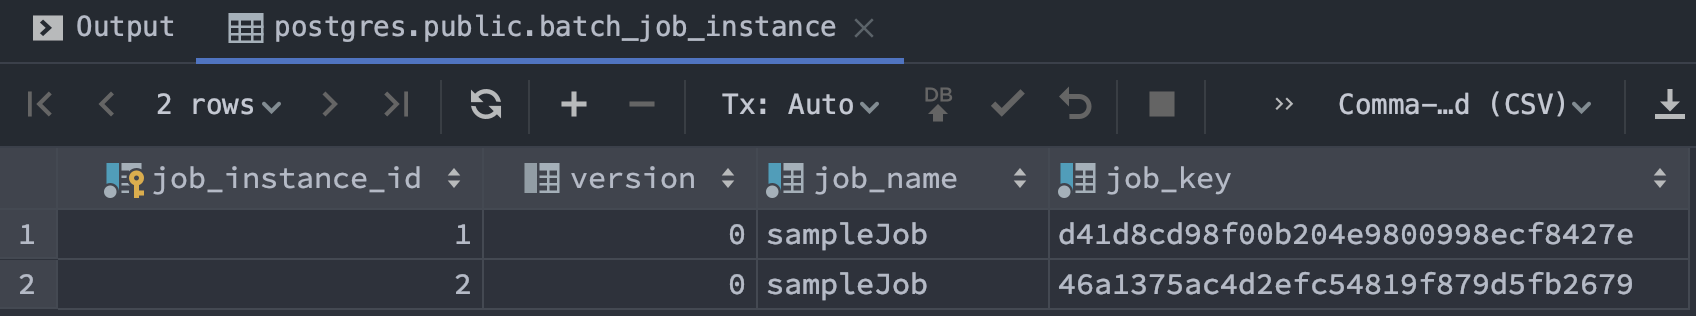 Output postgres.public.batch_job_instance
2 rows Tx: Auto DB Comma-…d (CSV)
job_instance_id version job_name job_key
1 1 0 sampleJob d41d8cd98f00b204e9800998ecf8427e
2 2 0 sampleJob 46a1375ac4d2efc54819f879d5fb2679